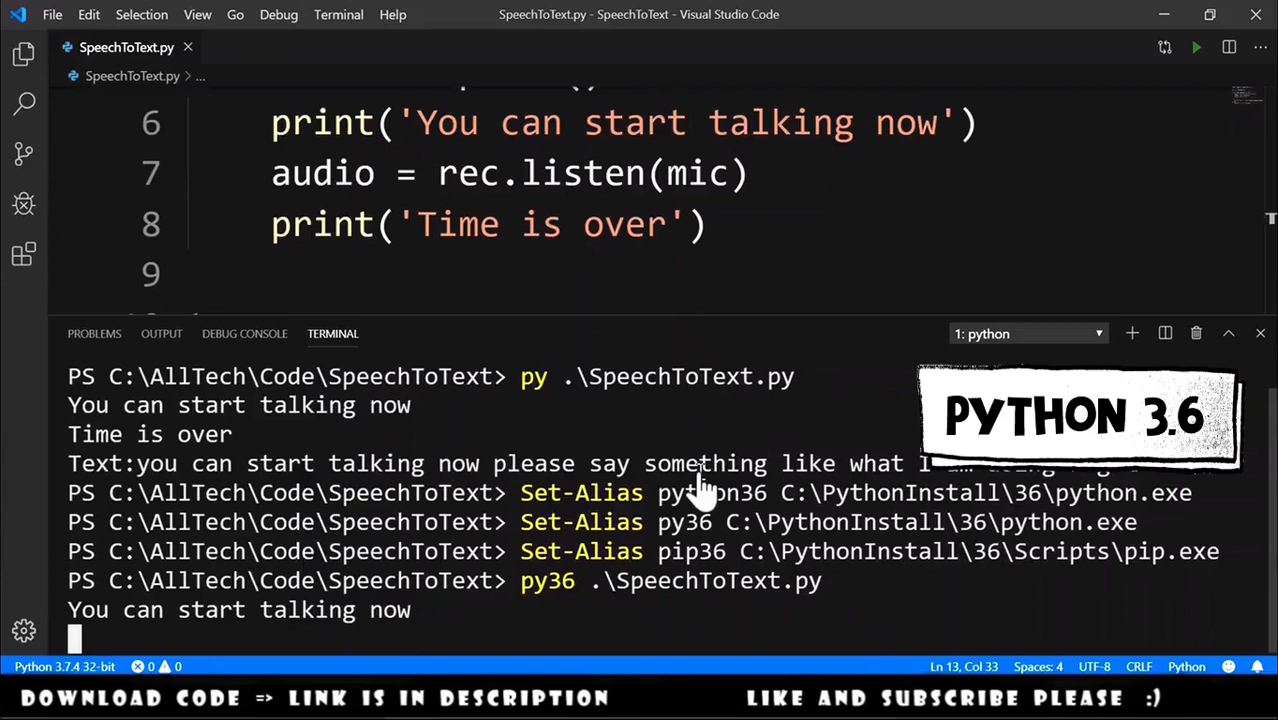 File Edit Selection View Go Debug Terminal Help SpeechToText.py - SpeechToText - Visual Studio Code
SpeechToText.py
SpeechToText.py > ...
6 print('You can start talking now')
7 audio = rec.listen(mic)
8 print('Time is over')
9
PROBLEMS OUTPUT DEBUG CONSOLE TERMINAL 1: python
PS C:\AllTech\Code\SpeechToText> py .\SpeechToText.py
You can start talking now
Time is over
Text:you can start talking now please say something like what I
PS C:\AllTech\Code\SpeechToText> Set-Alias python36 C:\PythonInstall\36\python.exe
PS C:\AllTech\Code\SpeechToText> Set-Alias py36 C:\PythonInstall\36\python.exe
PS C:\AllTech\Code\SpeechToText> Set-Alias pip36 C:\PythonInstall\36\Scripts\pip.exe
PS C:\AllTech\Code\SpeechToText> py36 .\SpeechToText.py
You can start talking now
PYTHON 3.6
Python 3.7.4 32-bit 0 0 Ln 13, Col 33 Spaces: 4 UTF-8 CRLF Python
DOWNLOAD CODE => LINK IS IN DESCRIPTION LIKE AND SUBSCRIBE PLEASE :)